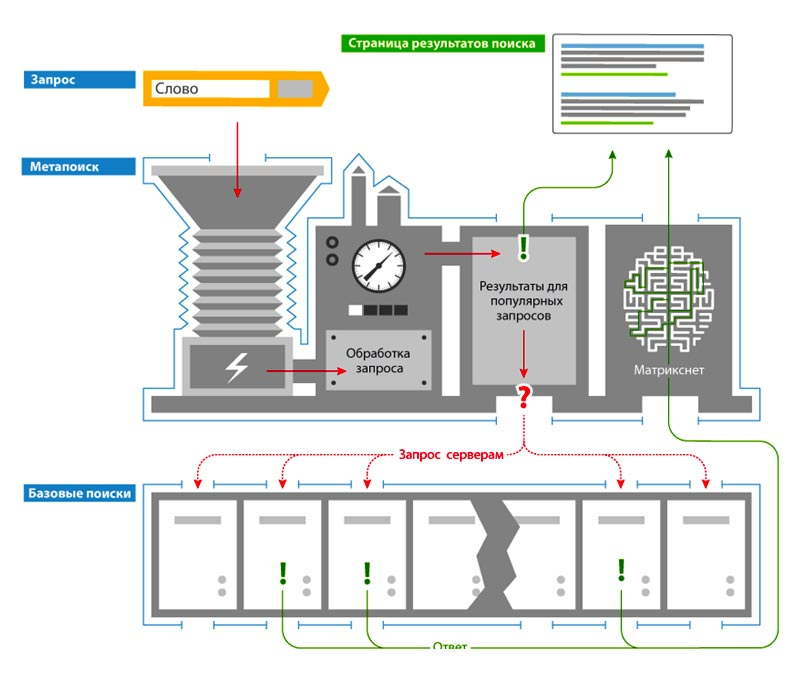 Страница результатов поиска
Запрос
Слово
Метапоиск
!
Результаты для
популярных
запросов
Обработка
запроса
Матрикснет
?
Запрос серверам
Базовые поиски
! ! !
Ответ